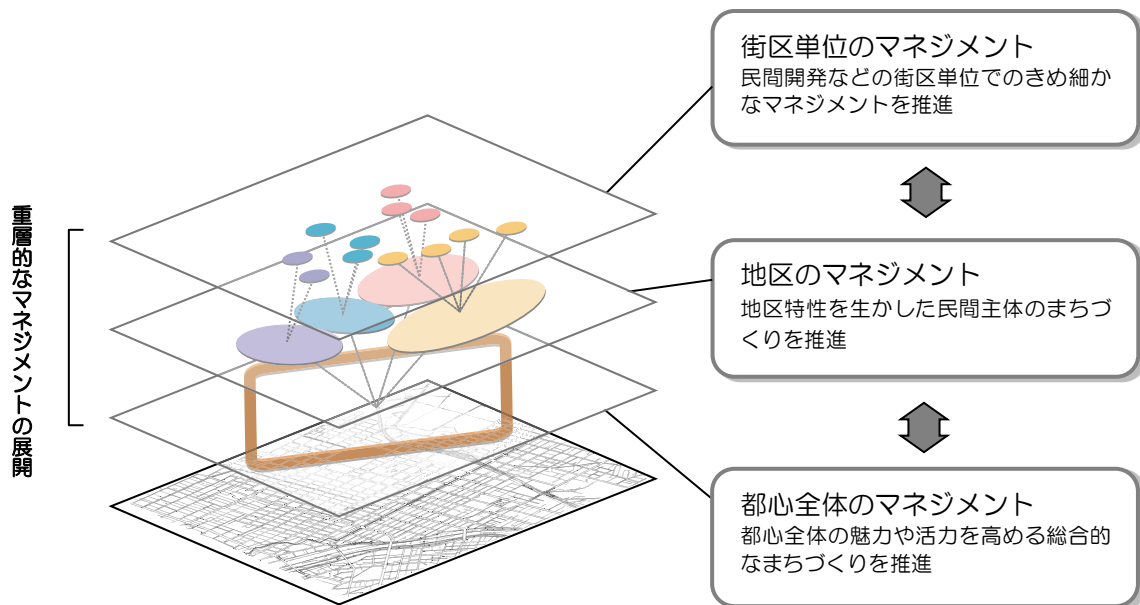 街区単位のマネジメント
民間開発などの街区単位でのきめ細か
なマネジメントを推進
重層的なマネジメントの展開
地区のマネジメント
地区特性を生かした民間主体のまちづ
くりを推進
都心全体のマネジメント
都心全体の魅力や活力を高める総合的
なまちづくりを推進